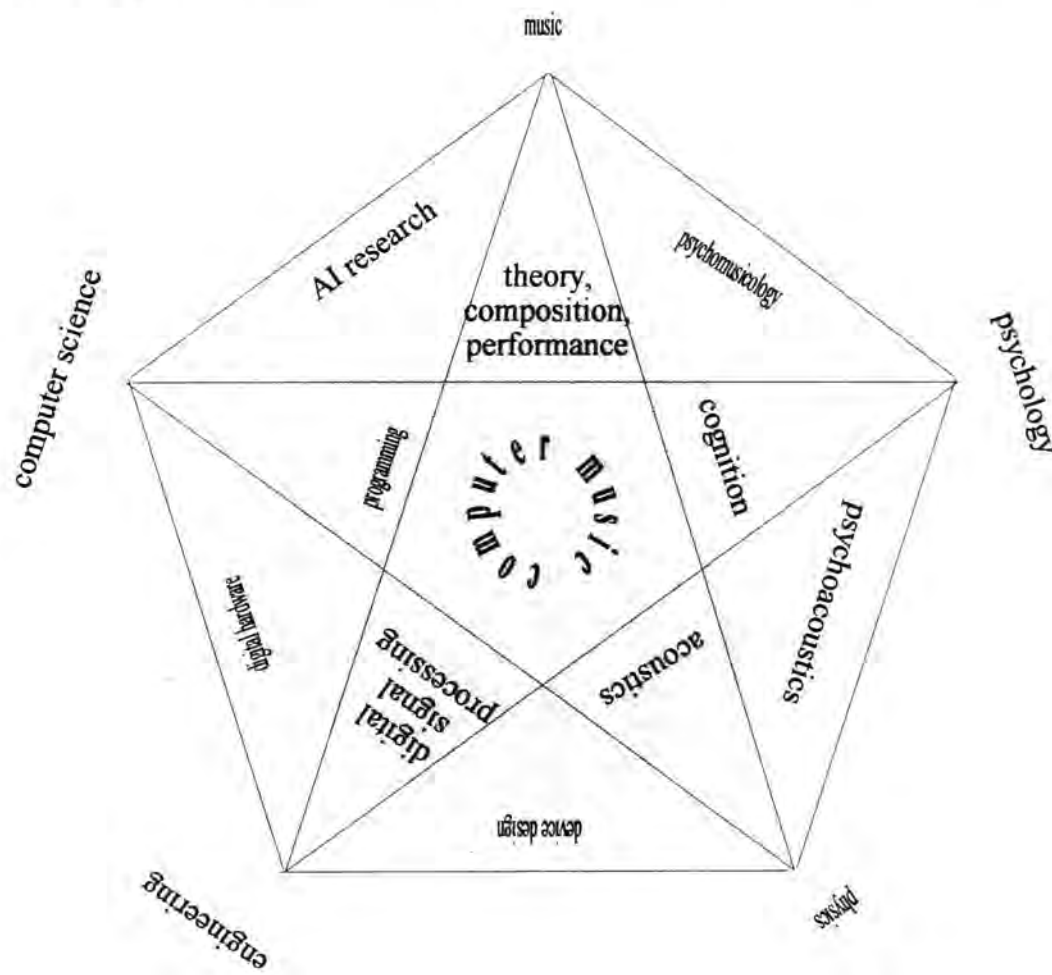 music
AI research
psychomusicology
theory,
composition,
performance
computer science
psychology
programming
cognition
computer music
psychoacoustics
digital hardware
digital
signal
processing
acoustics
device design
engineering
physics